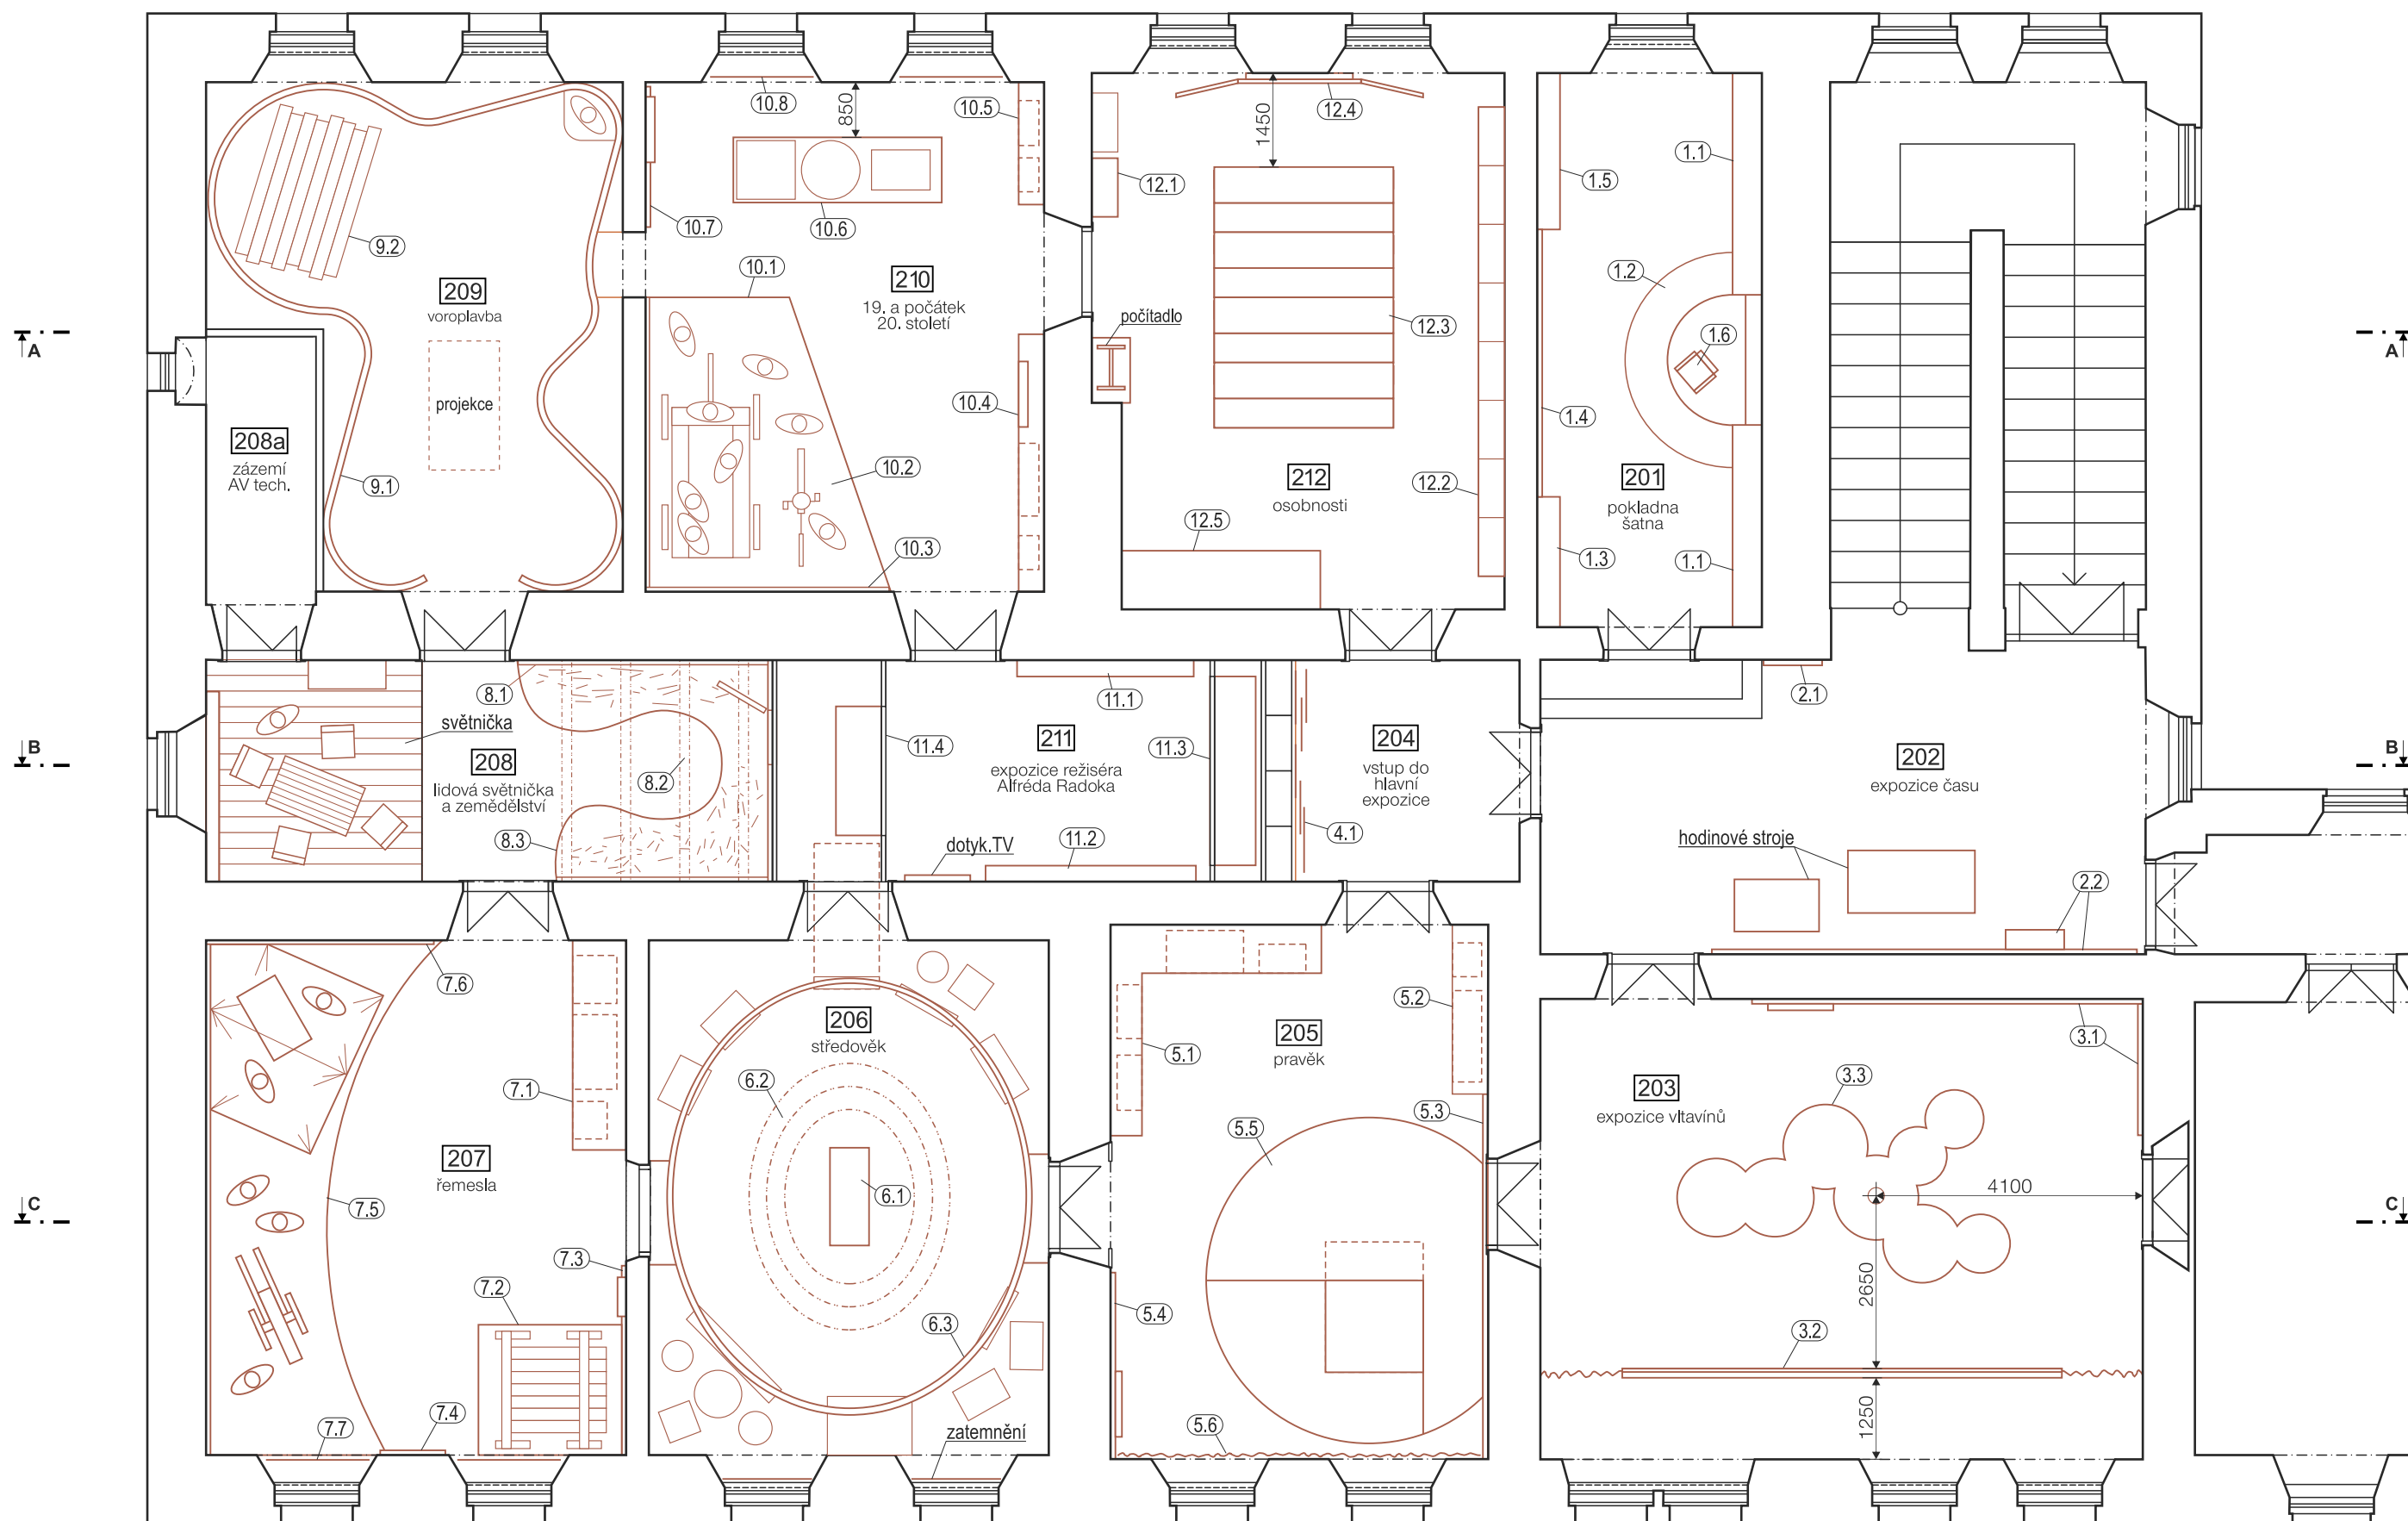 10.8
850
10.5
1450
12.4
1.1
12.1
1.5
9.2
10.7
10.6
10.1
1.2
209
voroplavba
210
19. a počátek
20. století
počítadlo
12.3
1.6
A
A
projekce
10.4
1.4
208a
zázemí
AV tech.
9.1
10.2
212
osobnosti
12.2
201
pokladna
šatna
12.5
10.3
1.3
1.1
8.1
11.1
2.1
světnička
B
B
208
lidová světnička
a zemědělství
8.2
11.4
211
expozice režiséra
Alfréda Radoka
11.3
204
vstup do
hlavní
expozice
202
expozice času
8.3
dotyk.TV
11.2
4.1
hodinové stroje
2.2
7.6
206
středověk
5.2
205
pravěk
5.1
3.1
7.1
6.2
5.3
5.5
203
expozice vltavínů
3.3
207
řemesla
6.1
4100
C
C
7.5
7.3
7.2
2650
5.4
6.3
3.2
7.4
7.7
zatemnění
5.6
1250